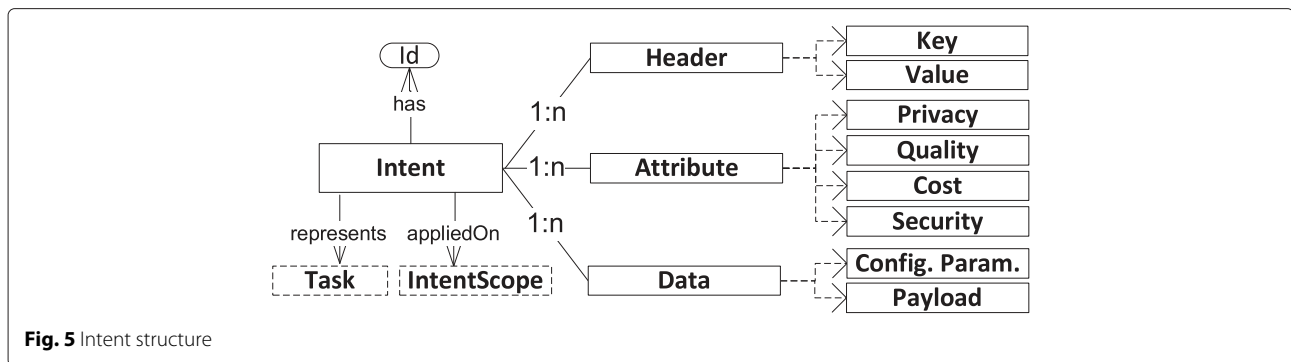 Id
has
Intent
represents
appliedOn
Task
IntentScope
1:n
1:n
1:n
Header
Attribute
Data
Key
Value
Privacy
Quality
Cost
Security
Config. Param.
Payload
Fig. 5 Intent structure